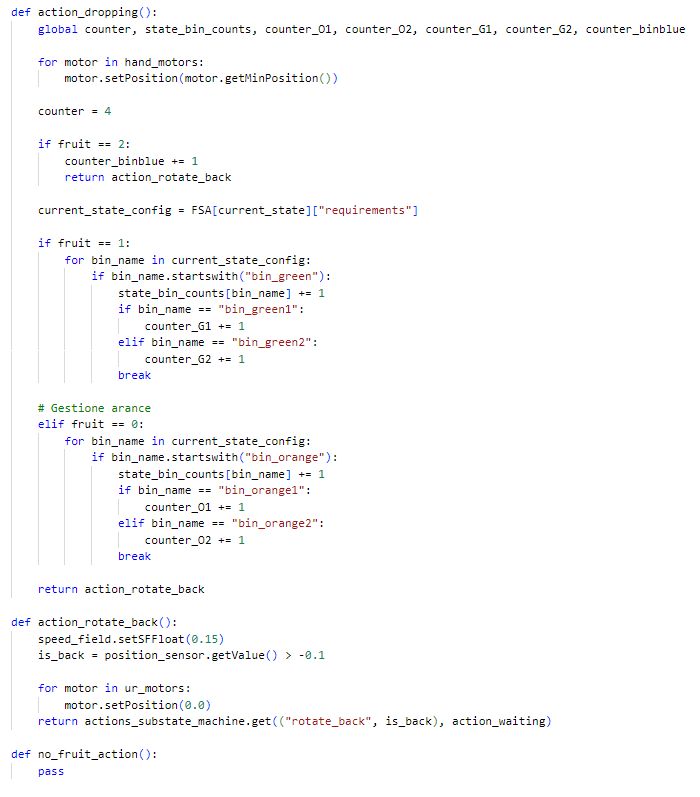 def action_dropping():
    global counter, state_bin_counts, counter_O1, counter_O2, counter_G1, counter_G2, counter_binblue

    for motor in hand_motors:
        motor.setPosition(motor.getMinPosition())

    counter = 4

    if fruit == 2:
        counter_binblue += 1
        return action_rotate_back

    current_state_config = FSA[current_state]["requirements"]

    if fruit == 1:
        for bin_name in current_state_config:
            if bin_name.startswith("bin_green"):
                state_bin_counts[bin_name] += 1
                if bin_name == "bin_green1":
                    counter_G1 += 1
                elif bin_name == "bin_green2":
                    counter_G2 += 1
                break

    # Gestione arance
    elif fruit == 0:
        for bin_name in current_state_config:
            if bin_name.startswith("bin_orange"):
                state_bin_counts[bin_name] += 1
                if bin_name == "bin_orange1":
                    counter_O1 += 1
                elif bin_name == "bin_orange2":
                    counter_O2 += 1
                break

    return action_rotate_back

def action_rotate_back():
    speed_field.setSFFloat(0.15)
    is_back = position_sensor.getValue() > -0.1

    for motor in ur_motors:
        motor.setPosition(0.0)
    return actions_substate_machine.get(("rotate_back", is_back), action_waiting)

def no_fruit_action():
    pass